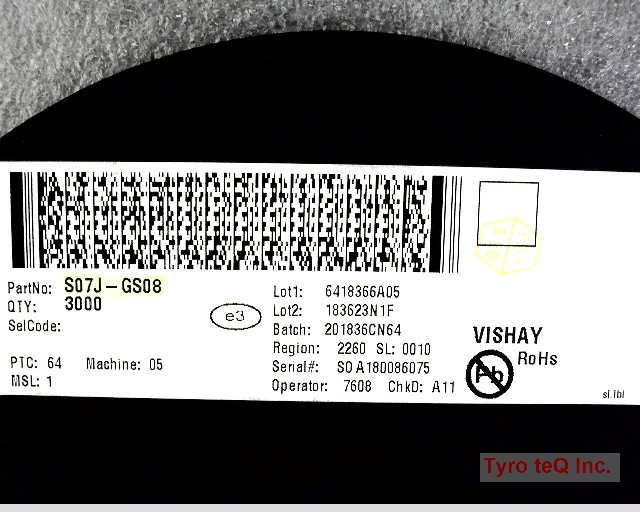 PartNo: S07J-GS08
QTY: 3000
SelCode:
PTC: 64 Machine: 05
MSL: 1
e3
Lot1: 6418366A05
Lot2: 183623N1F
Batch: 201836CN64
Region: 2260 SL: 0010
Serial#: S0A180086075
Operator: 7608 ChkD: A11
VISHAY
RoHs
Pb
sl.lbl
Tyro teQ Inc.